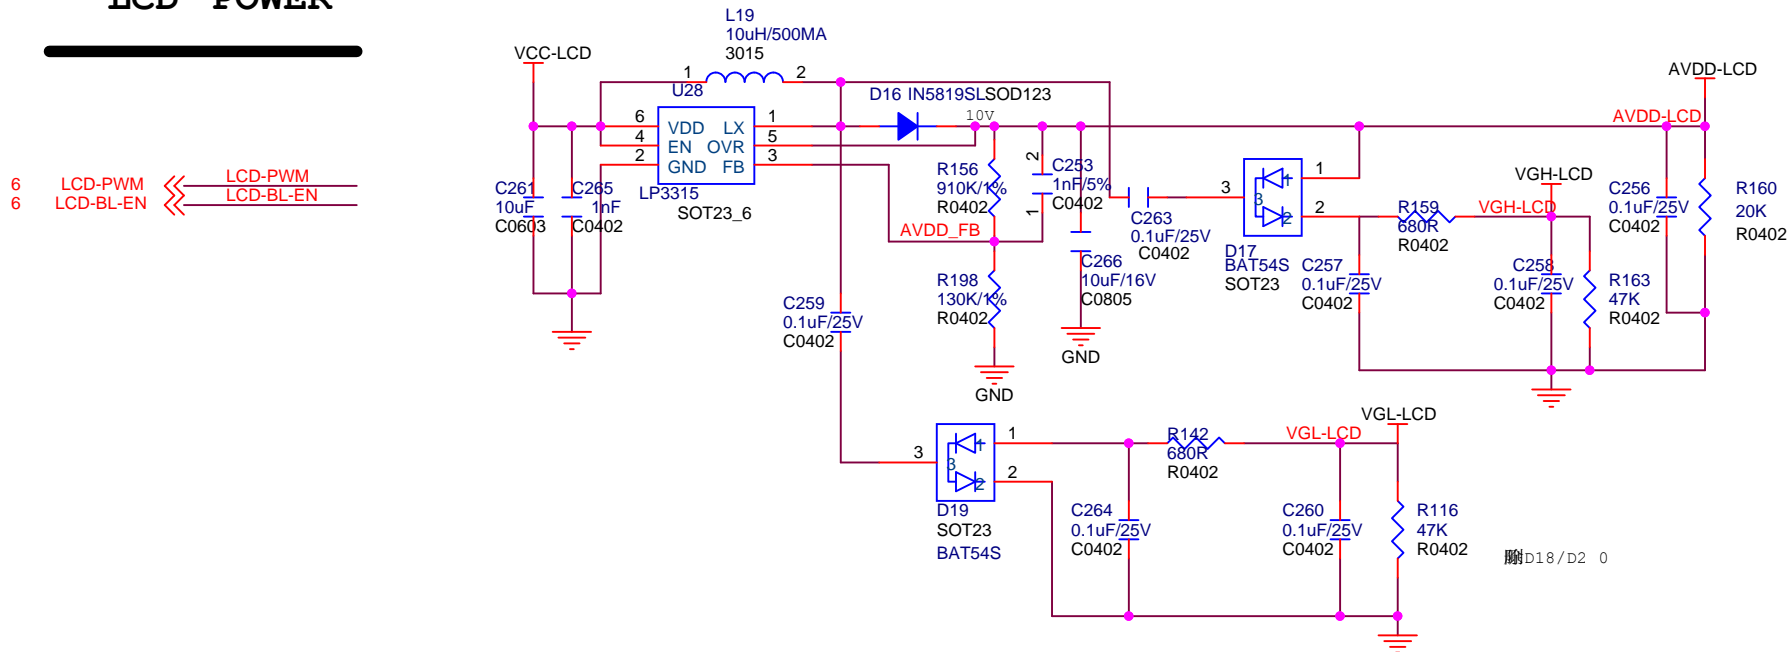 LCD POWER
VCC-LCD
L19
10uH/500MA
3015
1
2
U28
6
4
2
VDD
EN
GND
LX
OVR
FB
1
5
3
LP3315
SOT23_6
D16 IN5819SLSOD123
10V
AVDD-LCD
AVDD-LCD
6
LCD-PWM
LCD-PWM
6
LCD-BL-EN
LCD-BL-EN
C261
10uF
C0603
C265
1nF
C0402
R156
910K/1%
R0402
2
C253
1nF/5%
C0402
1
AVDD_FB
C263
0.1uF/25V
C0402
3
1
2
1
2
D17
BAT54S
SOT23
R159
680R
R0402
VGH-LCD
VGH-LCD
C256
0.1uF/25V
C0402
R160
20K
R0402
C266
10uF/16V
C0805
GND
R198
130K/1%
R0402
GND
C259
0.1uF/25V
C0402
C257
0.1uF/25V
C0402
C258
0.1uF/25V
C0402
R163
47K
R0402
3
3
1
2
1
2
D19
SOT23
BAT54S
R142
680R
R0402
VGL-LCD
VGL-LCD
C264
0.1uF/25V
C0402
C260
0.1uF/25V
C0402
R116
47K
R0402
D18/D2 0